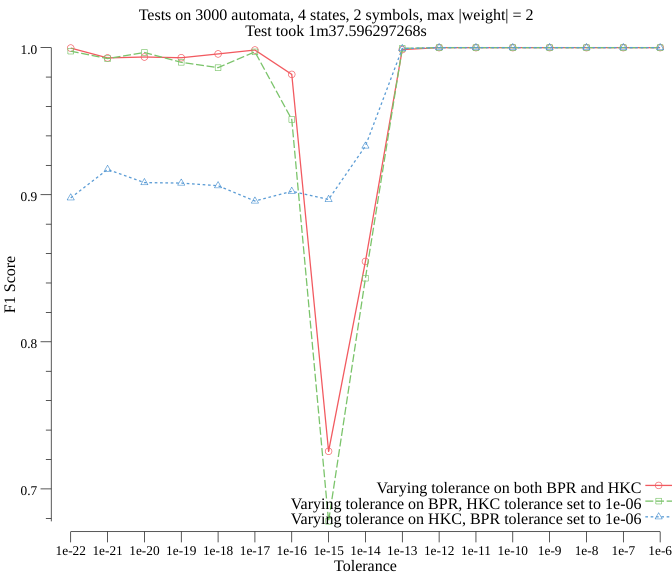 Tests on 3000 automata, 4 states, 2 symbols, max |weight| = 2
Test took 1m37.596297268s
1.0
0.9
0.8
0.7
F1 Score
Varying tolerance on both BPR and HKC
Varying tolerance on BPR, HKC tolerance set to 1e-06
Varying tolerance on HKC, BPR tolerance set to 1e-06
1e-22 1e-21 1e-20 1e-19 1e-18 1e-17 1e-16 1e-15 1e-14 1e-13 1e-12 1e-11 1e-10 1e-9 1e-8 1e-7 1e-6
Tolerance